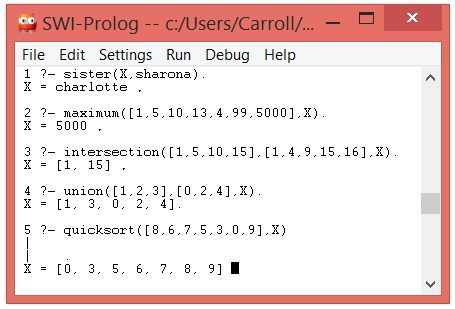 SWI-Prolog -- c:/Users/Carroll/...
File Edit Settings Run Debug Help
1 ?- sister(X,sharona).
X = charlotte .
2 ?- maximum([1,5,10,13,4,99,5000],X).
X = 5000 .
3 ?- intersection([1,5,10,15],[1,4,9,15,16],X).
X = [1, 15] .
4 ?- union([1,2,3],[0,2,4],X).
X = [1, 3, 0, 2, 4].
5 ?- quicksort([8,6,7,5,3,0,9],X)
|
|    .
X = [0, 3, 5, 6, 7, 8, 9]